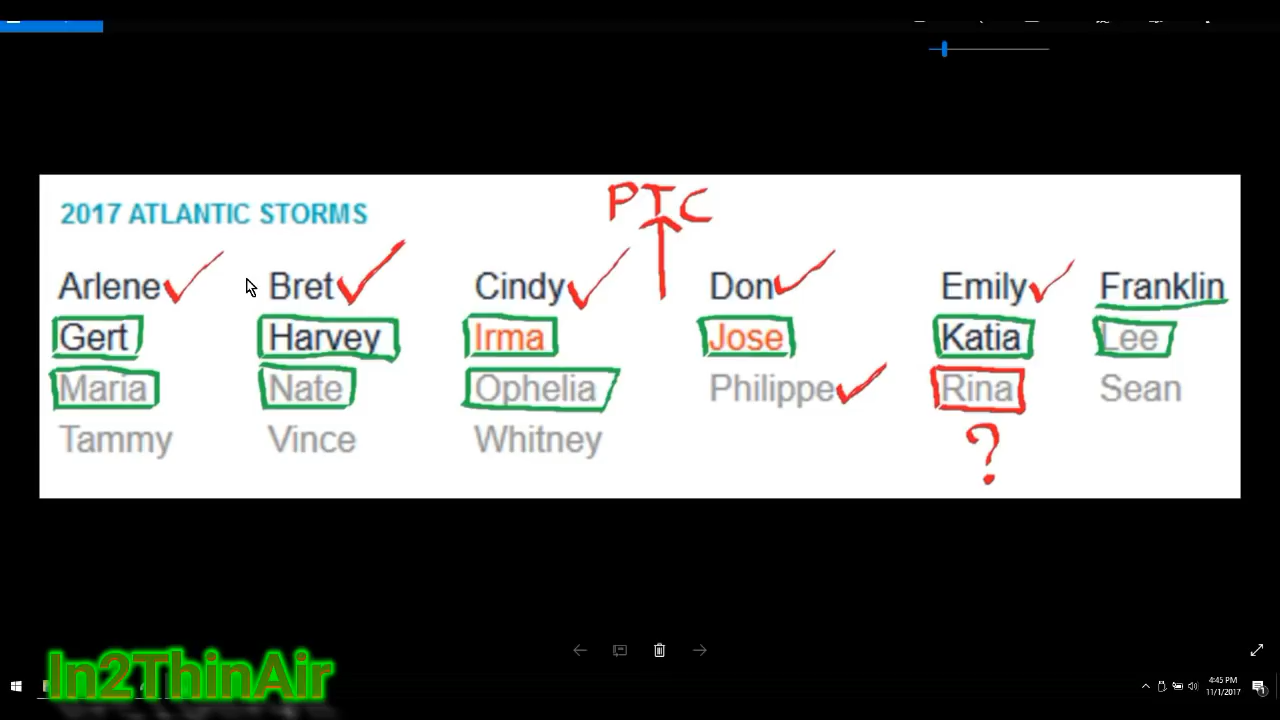 PTC
2017 ATLANTIC STORMS
Arlene Bret Cindy Don Emily Franklin
Gert Harvey Irma Jose Katia Lee
Maria Nate Ophelia Philippe Rina Sean
Tammy Vince Whitney ?
In2ThinAir
4:45 PM
11/1/2017